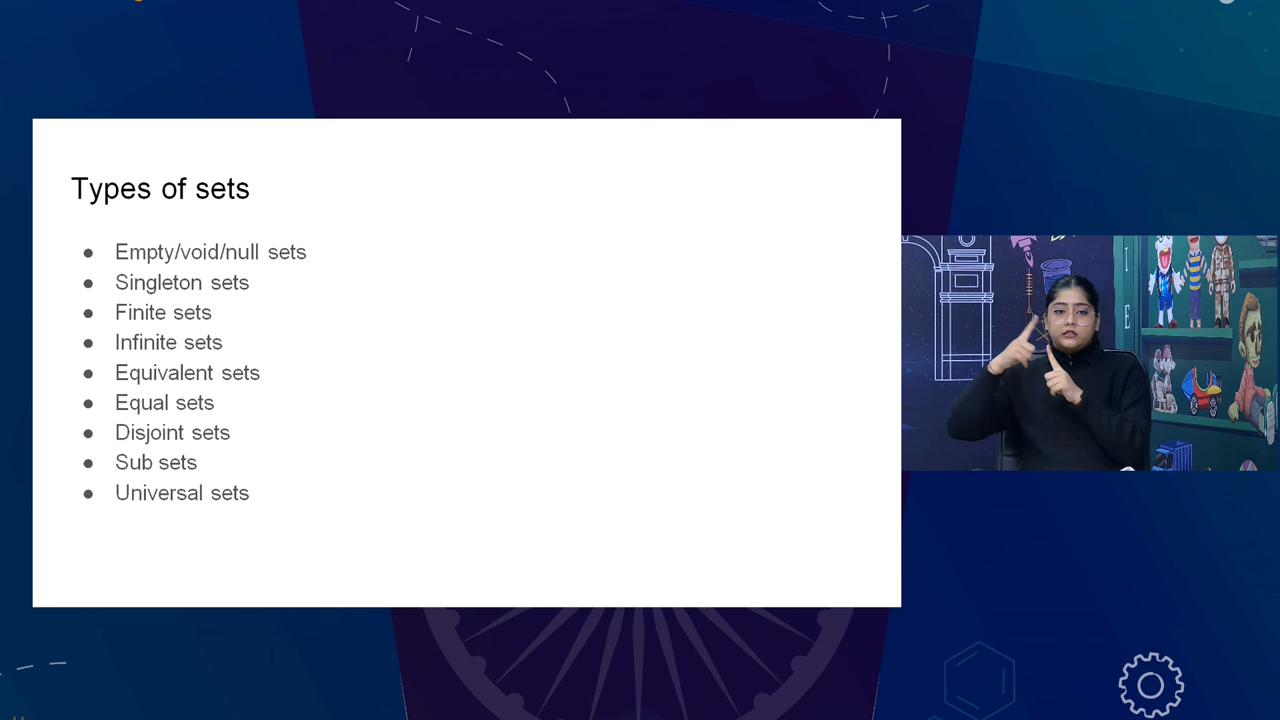 Types of sets
● Empty/void/null sets
● Singleton sets
● Finite sets
● Infinite sets
● Equivalent sets
● Equal sets
● Disjoint sets
● Sub sets
● Universal sets
I
E